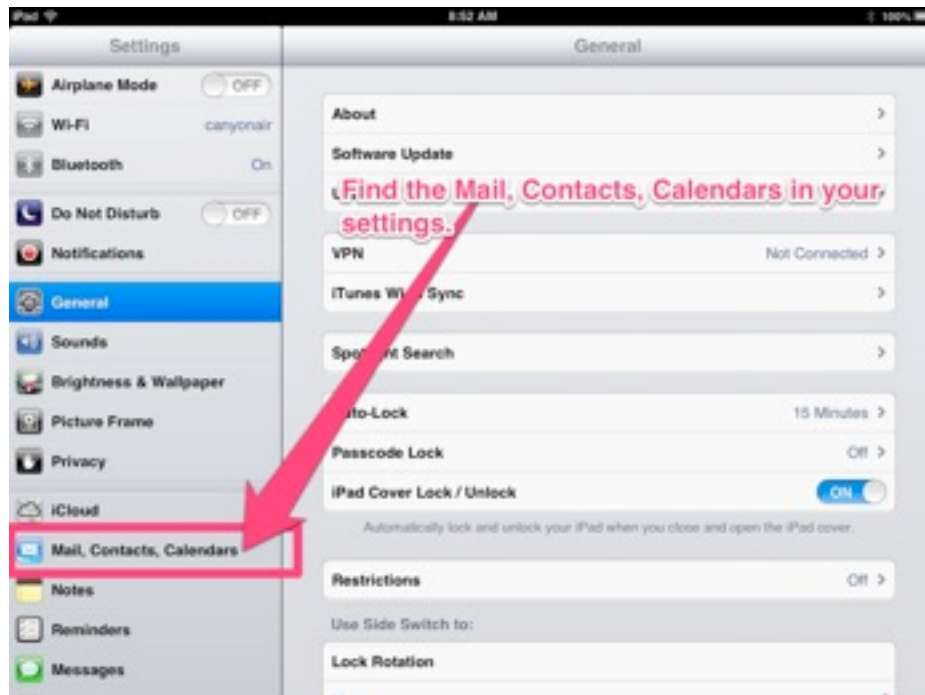 iPad 8:52 AM 100%
Settings
General
Airplane Mode OFF
Wi-Fi canyonair
Bluetooth On
Do Not Disturb OFF
Notifications
General
Sounds
Brightness & Wallpaper
Picture Frame
Privacy
iCloud
Mail, Contacts, Calendars
Notes
Reminders
Messages
About
Software Update
Find the Mail, Contacts, Calendars in your
settings.
VPN Not Connected
iTunes Sync
Search
15 Minutes
Passcode Lock Off
iPad Cover Lock / Unlock ON
Automatically lock and unlock your iPad when you close and open the iPad cover.
Restrictions Off
Use Side Switch to:
Lock Rotation